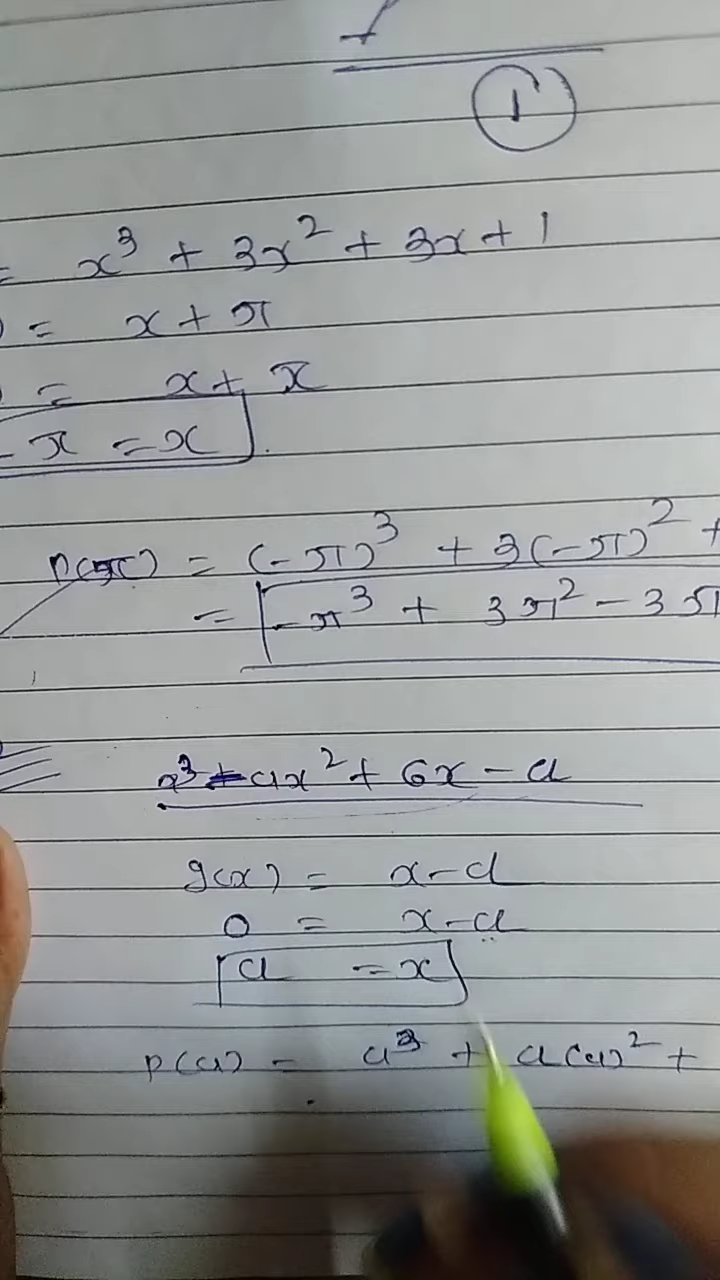 1
= x³ + 3x² + 3x + 1
) = x + π
) = x + π
- π = x
p(-π) = (-π)³ + 3(-π)² +
= -π³ + 3π² - 3π
x³ - ax² + 6x - a
g(x) = x - a
0 = x - a
a = x
p(a) = a³ + a(a)² +